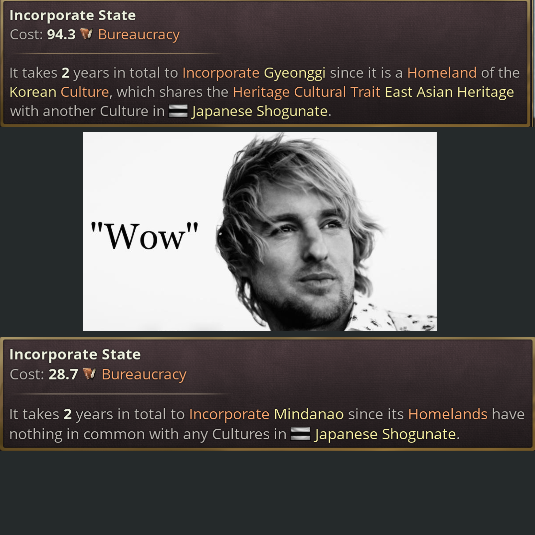 Incorporate State
Cost: 94.3 Bureaucracy
It takes 2 years in total to Incorporate Gyeonggi since it is a Homeland of the
Korean Culture, which shares the Heritage Cultural Trait East Asian Heritage
with another Culture in Japanese Shogunate.
"Wow"
Incorporate State
Cost: 28.7 Bureaucracy
It takes 2 years in total to Incorporate Mindanao since its Homelands have
nothing in common with any Cultures in Japanese Shogunate.